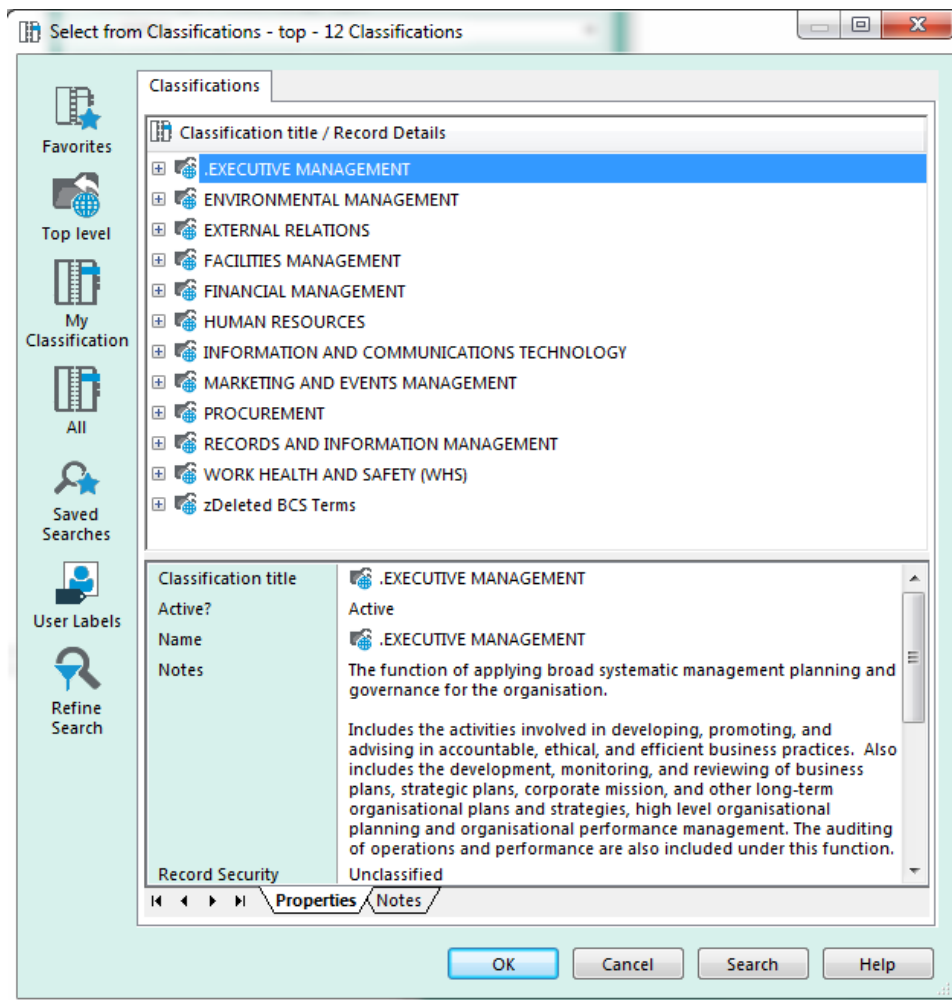 Select from Classifications - top - 12 Classifications
Favorites
Top level
My
Classification
All
Saved
Searches
User Labels
Refine
Search
Classifications
Classification title / Record Details
.EXECUTIVE MANAGEMENT
ENVIRONMENTAL MANAGEMENT
EXTERNAL RELATIONS
FACILITIES MANAGEMENT
FINANCIAL MANAGEMENT
HUMAN RESOURCES
INFORMATION AND COMMUNICATIONS TECHNOLOGY
MARKETING AND EVENTS MANAGEMENT
PROCUREMENT
RECORDS AND INFORMATION MANAGEMENT
WORK HEALTH AND SAFETY (WHS)
zDeleted BCS Terms
Classification title .EXECUTIVE MANAGEMENT
Active? Active
Name .EXECUTIVE MANAGEMENT
Notes The function of applying broad systematic management planning and
governance for the organisation.
Includes the activities involved in developing, promoting, and
advising in accountable, ethical, and efficient business practices.  Also
includes the development, monitoring, and reviewing of business
plans, strategic plans, corporate mission, and other long-term
organisational plans and strategies, high level organisational
planning and organisational performance management. The auditing
of operations and performance are also included under this function.
Record Security Unclassified
Properties Notes
OK Cancel Search Help